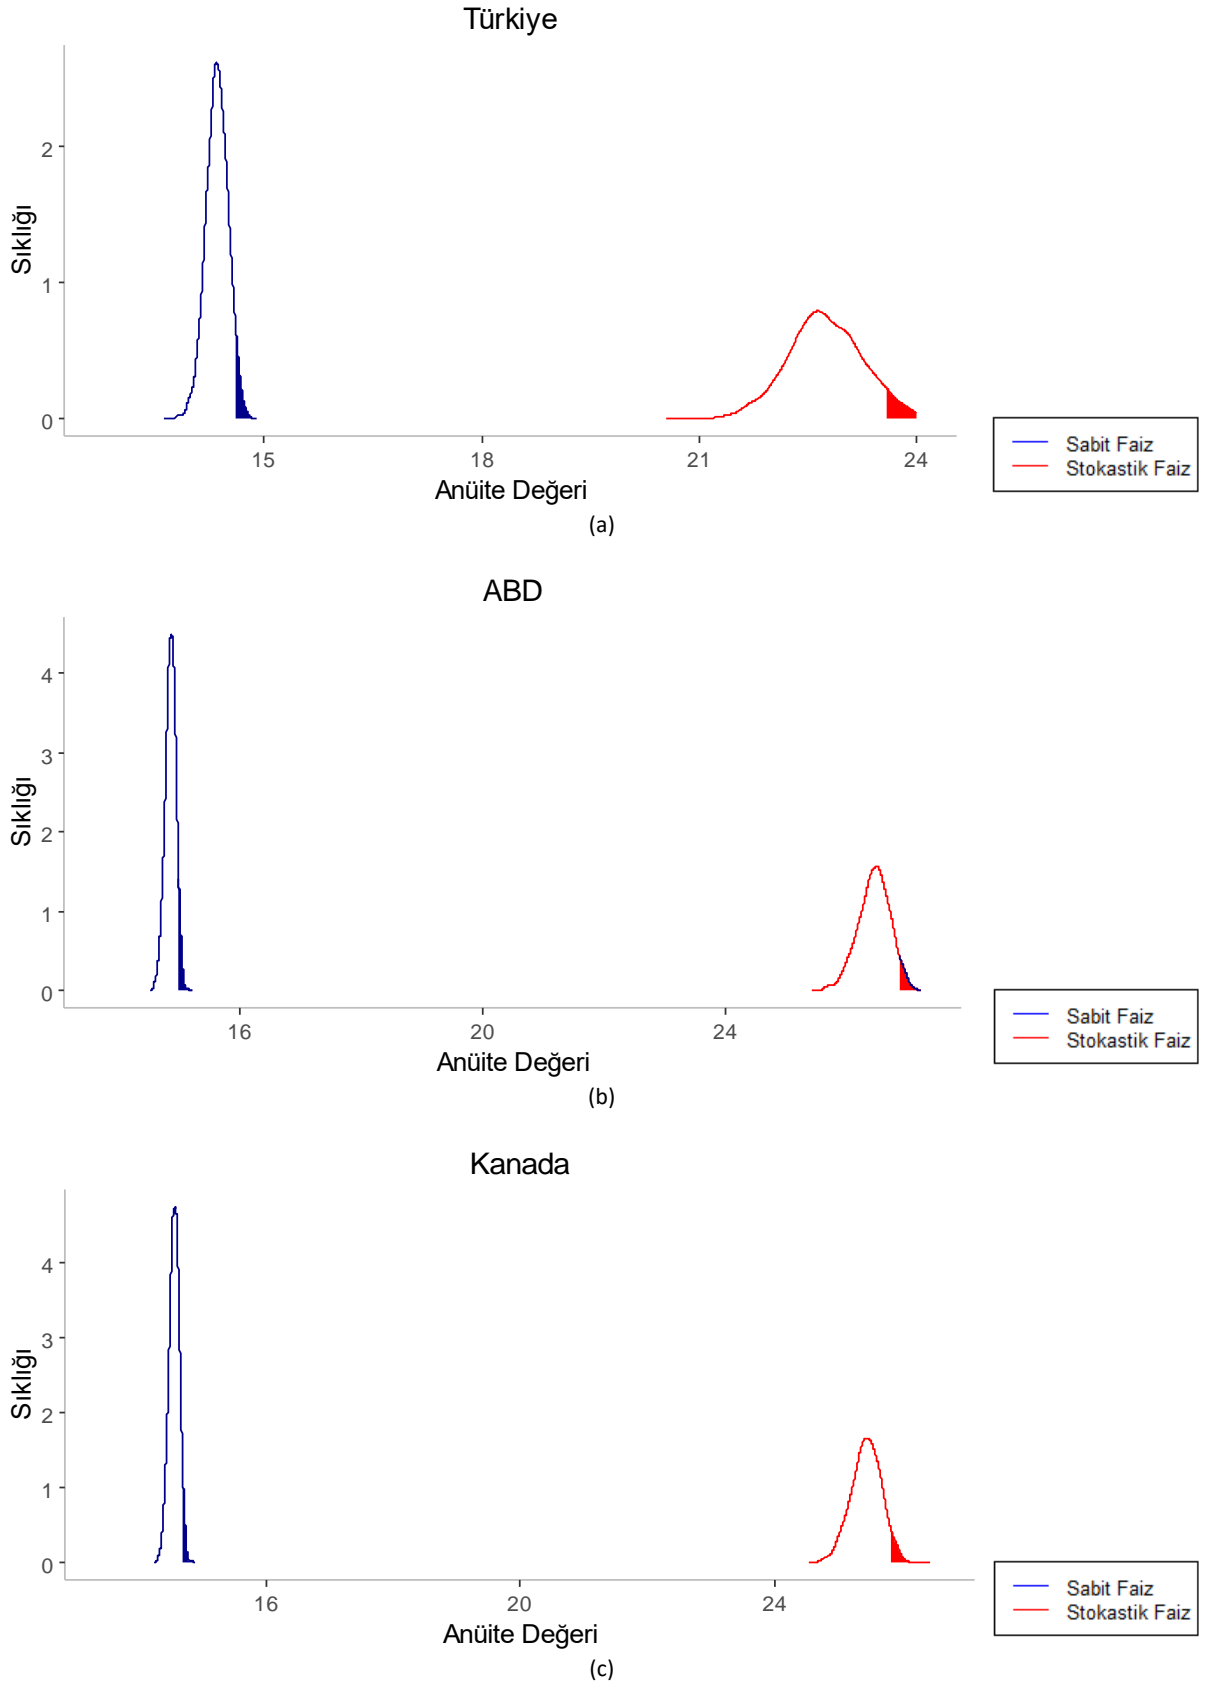 Türkiye
2
1
0
Sıklığı
15 18 21 24
Anüite Değeri
Sabit Faiz
Stokastik Faiz
(a)
ABD
4
3
2
1
0
Sıklığı
16 20 24
Anüite Değeri
Sabit Faiz
Stokastik Faiz
(b)
Kanada
4
3
2
1
0
Sıklığı
16 20 24
Anüite Değeri
Sabit Faiz
Stokastik Faiz
(c)